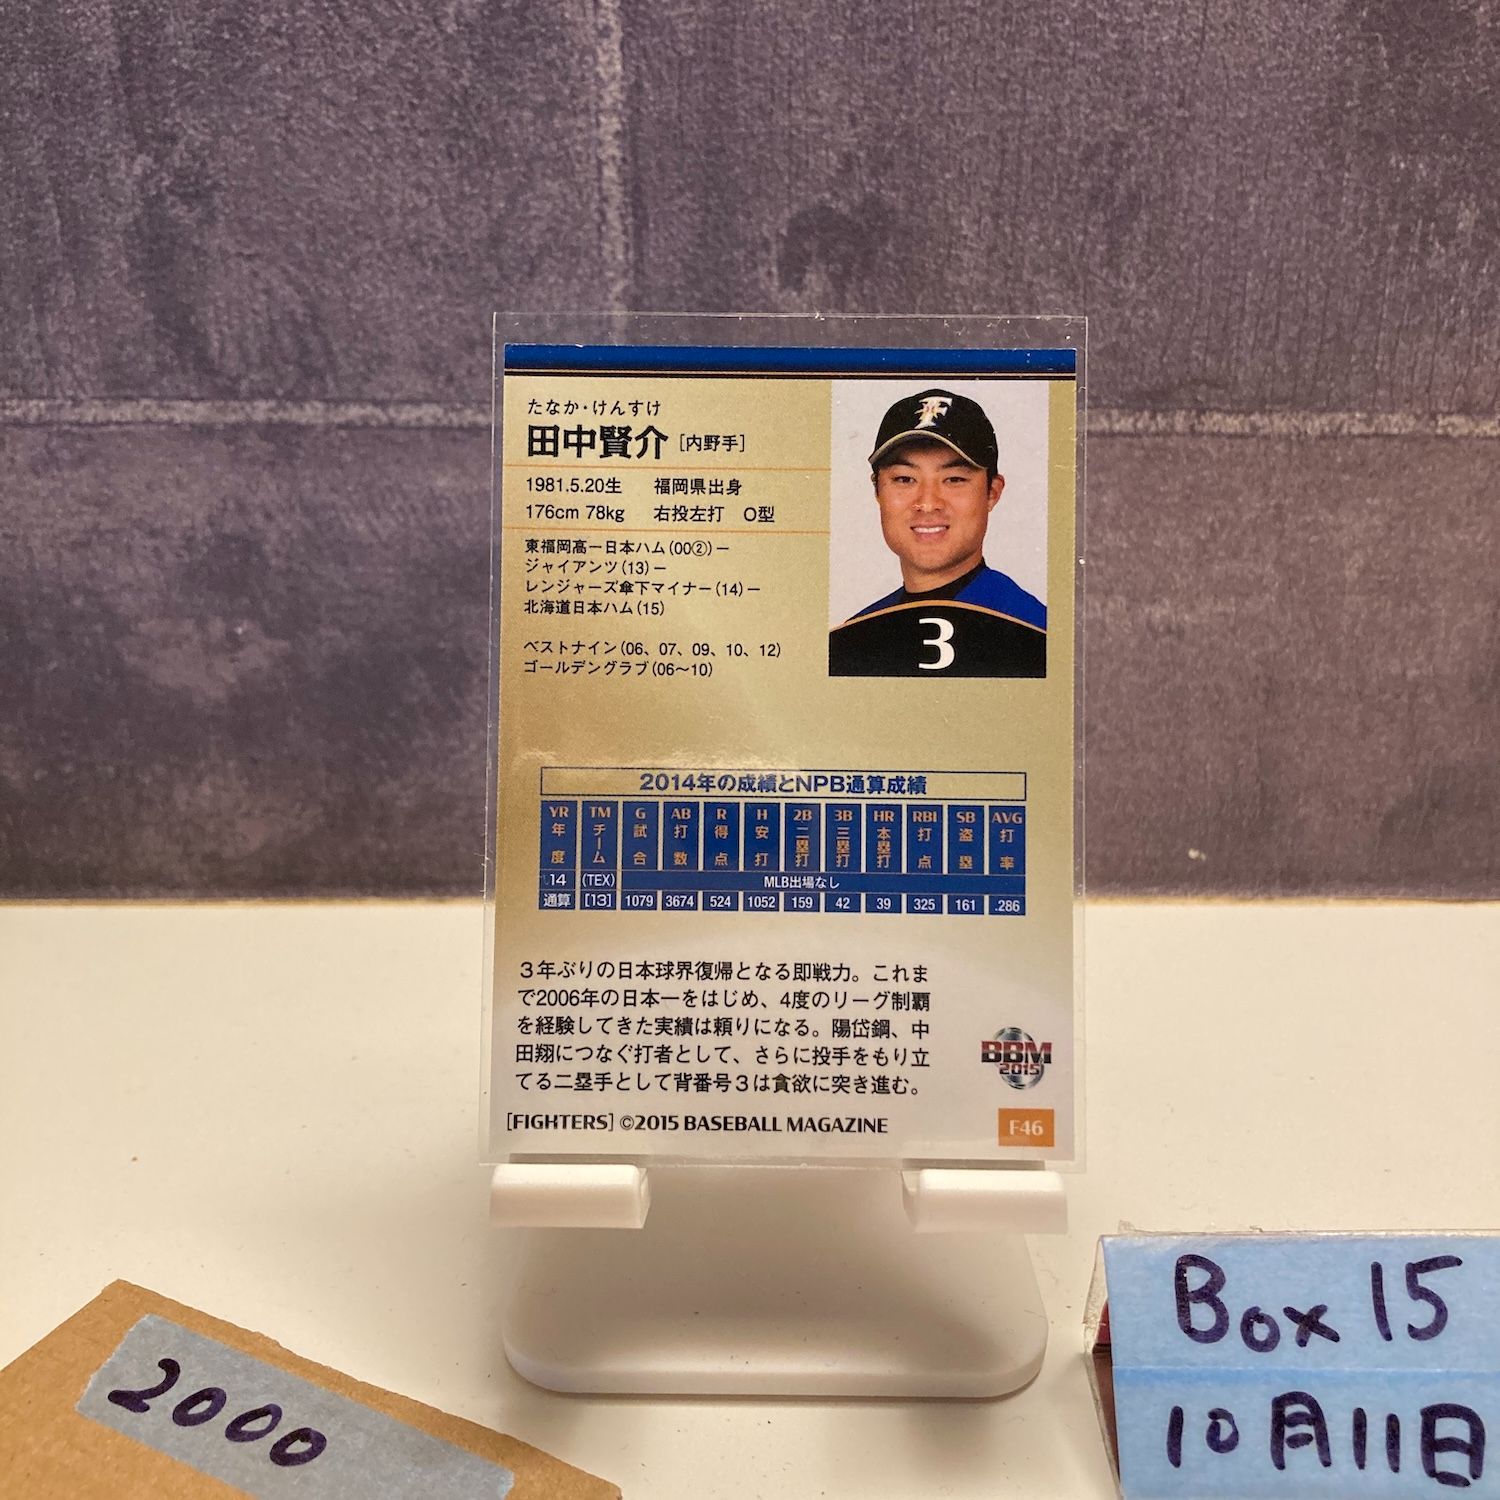 たなか・けんすけ
田中賢介 [内野手]
1981.5.20生 福岡県出身
176cm 78kg 右投左打 O型
東福岡高ー日本ハム(00②)ー
ジャイアンツ(13)ー
レンジャーズ傘下マイナー(14)ー
北海道日本ハム(15)
ベストナイン(06、07、09、10、12)
ゴールデングラブ(06〜10)
F
3
2014年の成績とNPB通算成績
YR TM G AB R H 2B 3B HR RBI SB AVG
年度 チーム 試合 打数 得点 安打 二塁打 三塁打 本塁打 打点 盗塁 打率
14 (TEX) MLB出場なし
通算 [13] 1079 3674 524 1052 159 42 39 325 161 .286
3年ぶりの日本球界復帰となる即戦力。これま
で2006年の日本一をはじめ、4度のリーグ制覇
を経験してきた実績は頼りになる。陽岱鋼、中
田翔につなぐ打者として、さらに投手をもり立
てる二塁手として背番号3は貪欲に突き進む。
BBM
2015
[FIGHTERS] ©2015 BASEBALL MAGAZINE
F46
2000
Box 15
10月11日